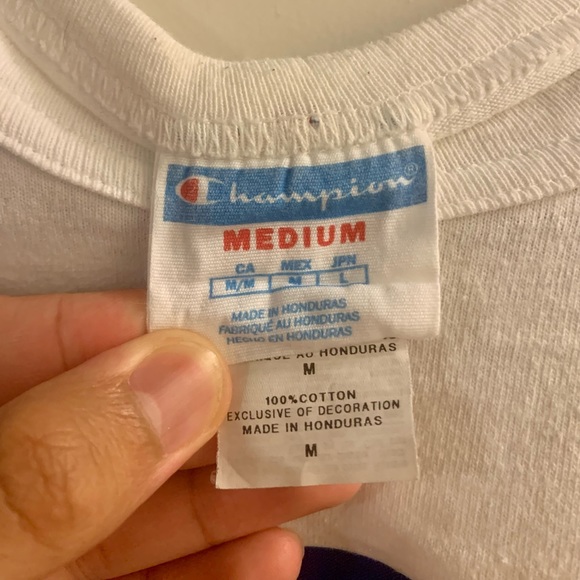 Champion®
MEDIUM
CA MEX JPN
M/M M L
MADE IN HONDURAS
FABRIQUÉ AU HONDURAS
HECHO EN HONDURAS
AU HONDURAS
M
100% COTTON
EXCLUSIVE OF DECORATION
MADE IN HONDURAS
M